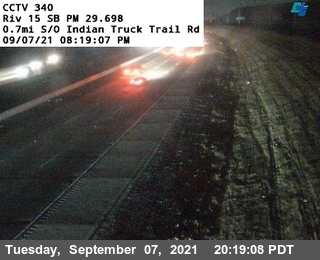 CCTV 340
Riv 15 SB PM 29.698
0.7mi S/O Indian Truck Trail Rd
09/07/21 08:19:07 PM
Tuesday, September 07, 2021 20:19:08 PDT